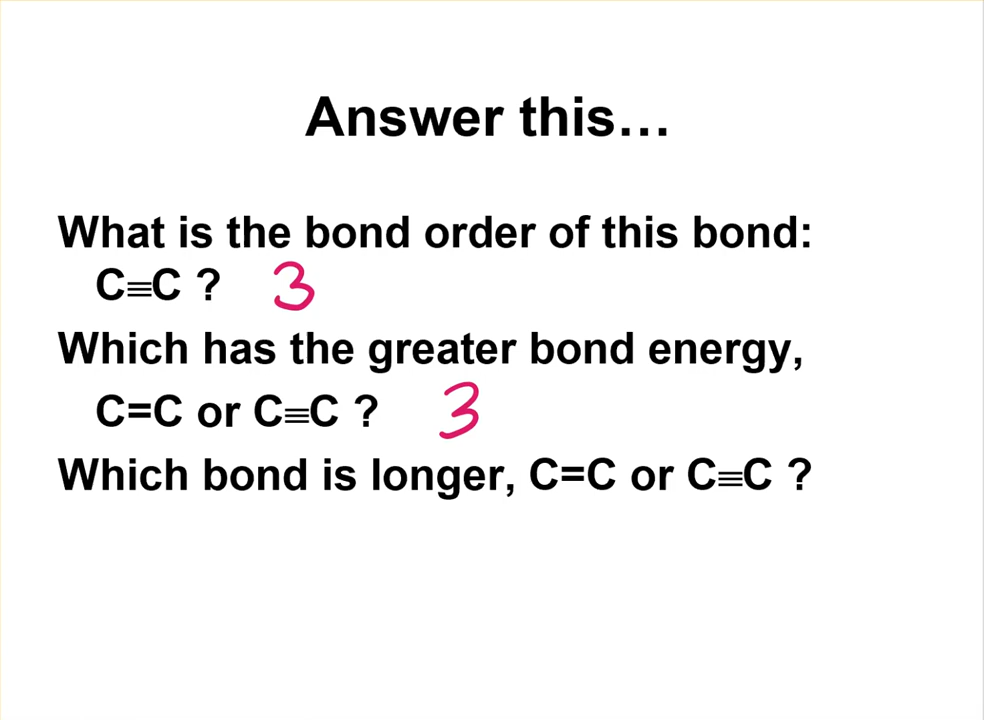 Answer this...
What is the bond order of this bond:
C≡C ? 3
Which has the greater bond energy,
C=C or C≡C ? 3
Which bond is longer, C=C or C≡C ?